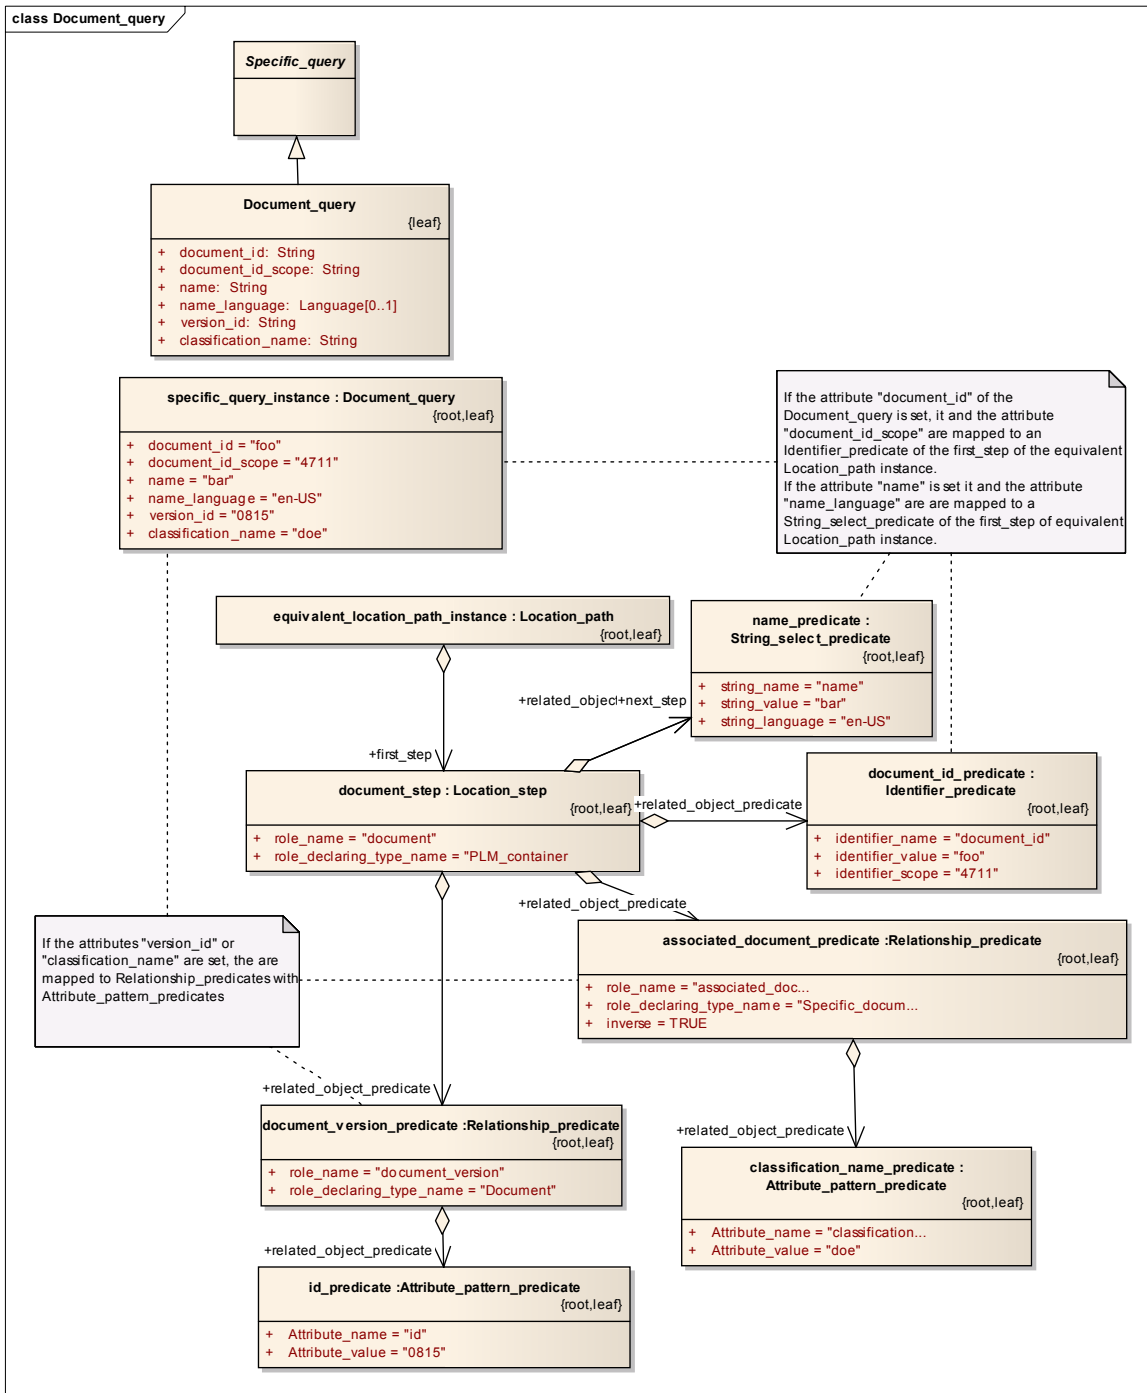 class Document_query
Specific_query
Document_query
{leaf}
+ document_id: String
+ document_id_scope: String
+ name: String
+ name_language: Language[0..1]
+ version_id: String
+ classification_name: String
specific_query_instance : Document_query
{root,leaf}
+ document_id = "foo"
+ document_id_scope = "4711"
+ name = "bar"
+ name_language = "en-US"
+ version_id = "0815"
+ classification_name = "doe"
If the attribute "document_id" of the
Document_query is set, it and the attribute
"document_id_scope" are mapped to an
Identifier_predicate of the first_step of the equivalent
Location_path instance.
If the attribute "name" is set it and the attribute
"name_language" are are mapped to a
String_select_predicate of the first_step of equivalent
Location_path instance.
equivalent_location_path_instance : Location_path
{root,leaf}
name_predicate :
String_select_predicate
{root,leaf}
+ string_name = "name"
+ string_value = "bar"
+ string_language = "en-US"
+related_object+next_step
+first_step
document_step : Location_step
{root,leaf}
+ role_name = "document"
+ role_declaring_type_name = "PLM_container
+related_object_predicate
document_id_predicate :
Identifier_predicate
{root,leaf}
+ identifier_name = "document_id"
+ identifier_value = "foo"
+ identifier_scope = "4711"
+related_object_predicate
If the attributes "version_id" or
"classification_name" are set, the are
mapped to Relationship_predicates with
Attribute_pattern_predicates
associated_document_predicate :Relationship_predicate
{root,leaf}
+ role_name = "associated_doc...
+ role_declaring_type_name = "Specific_docum...
+ inverse = TRUE
+related_object_predicate
document_version_predicate :Relationship_predicate
{root,leaf}
+ role_name = "document_version"
+ role_declaring_type_name = "Document"
+related_object_predicate
classification_name_predicate :
Attribute_pattern_predicate
{root,leaf}
+ Attribute_name = "classification...
+ Attribute_value = "doe"
+related_object_predicate
id_predicate :Attribute_pattern_predicate
{root,leaf}
+ Attribute_name = "id"
+ Attribute_value = "0815"